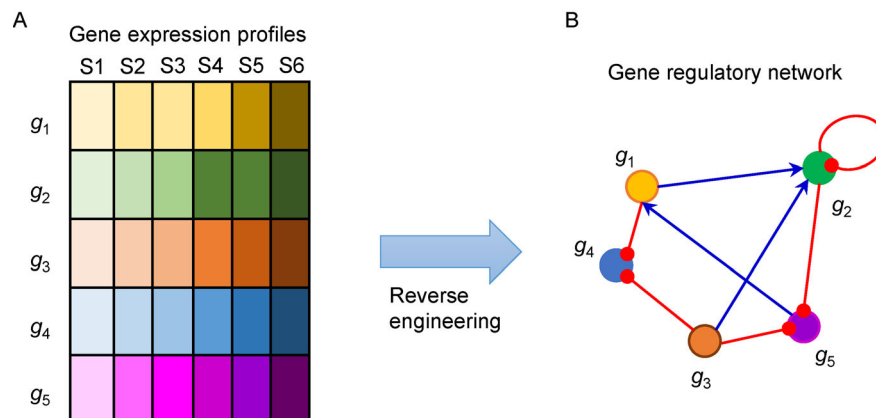 A
Gene expression profiles
S1 S2 S3 S4 S5 S6
g1
g2
g3
g4
g5
Reverse
engineering
B
Gene regulatory network
g1
g2
g4
g3
g5